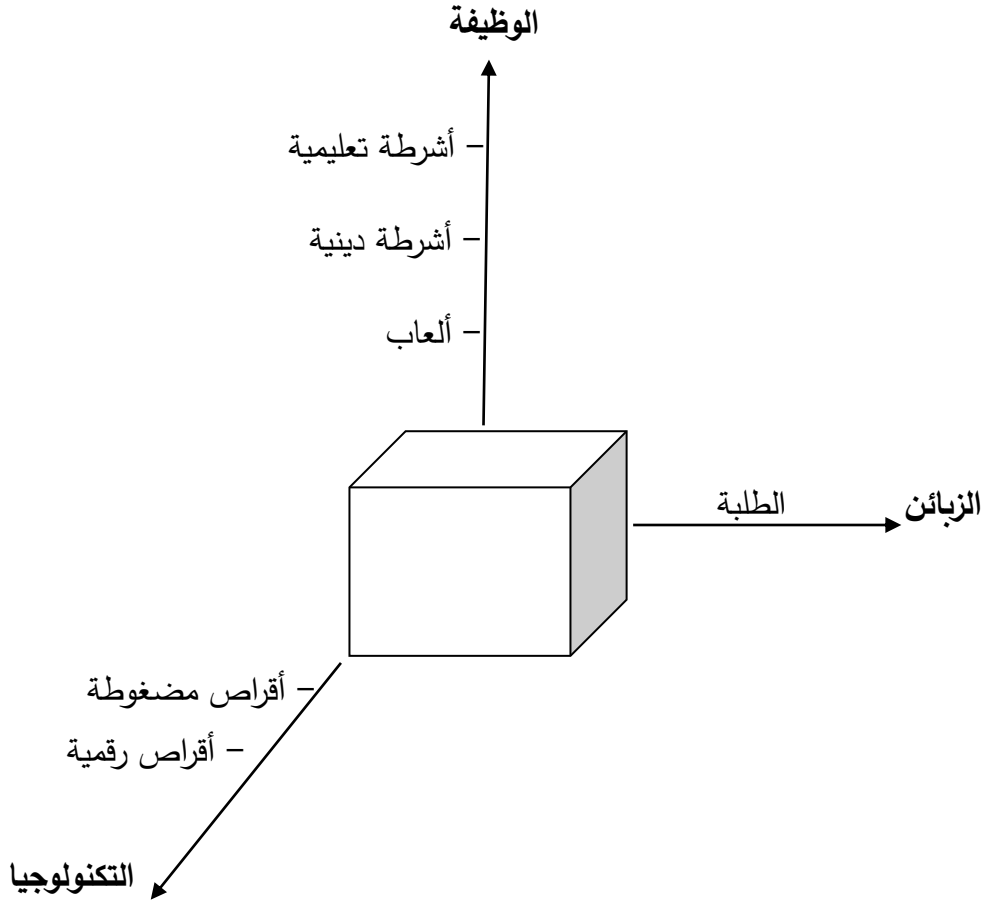 الوظيفة
– أشرطة تعليمية
– أشرطة دينية
– ألعاب
الزبائن
الطلبة
– أقراص مضغوطة
– أقراص رقمية
التكنولوجيا